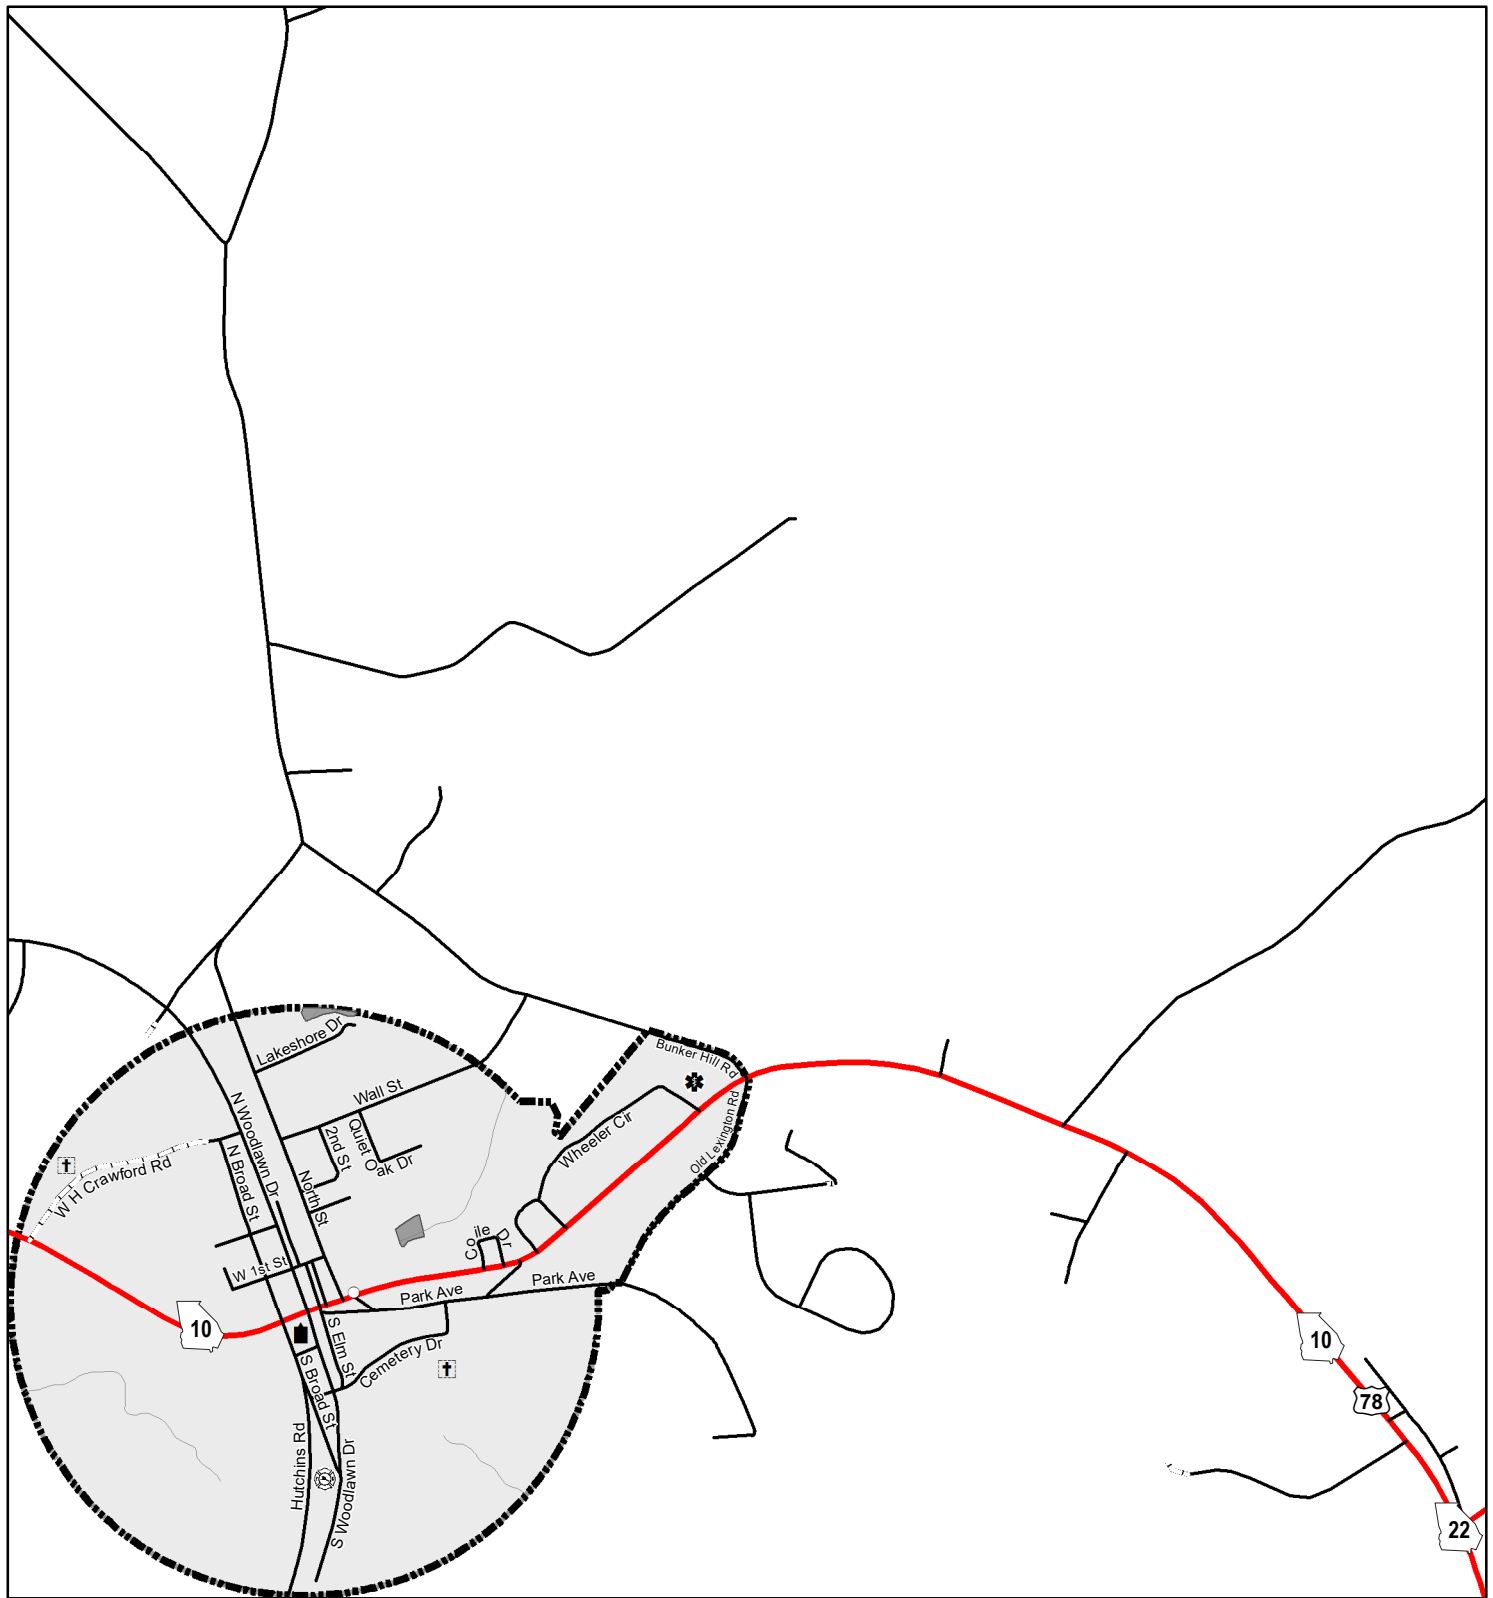 Lakeshore Dr
Bunker Hill Rd
Wall St
N Woodlawn Dr
Quiet Oak Dr
2nd St
Wheeler Cir
Old Lexington Rd
W H Crawford Rd
N Broad St
North St
Coile Dr
W 1st St
Park Ave
Park Ave
10
S Elm St
Cemetery Dr
S Broad St
Hutchins Rd
S Woodlawn Dr
10
78
22